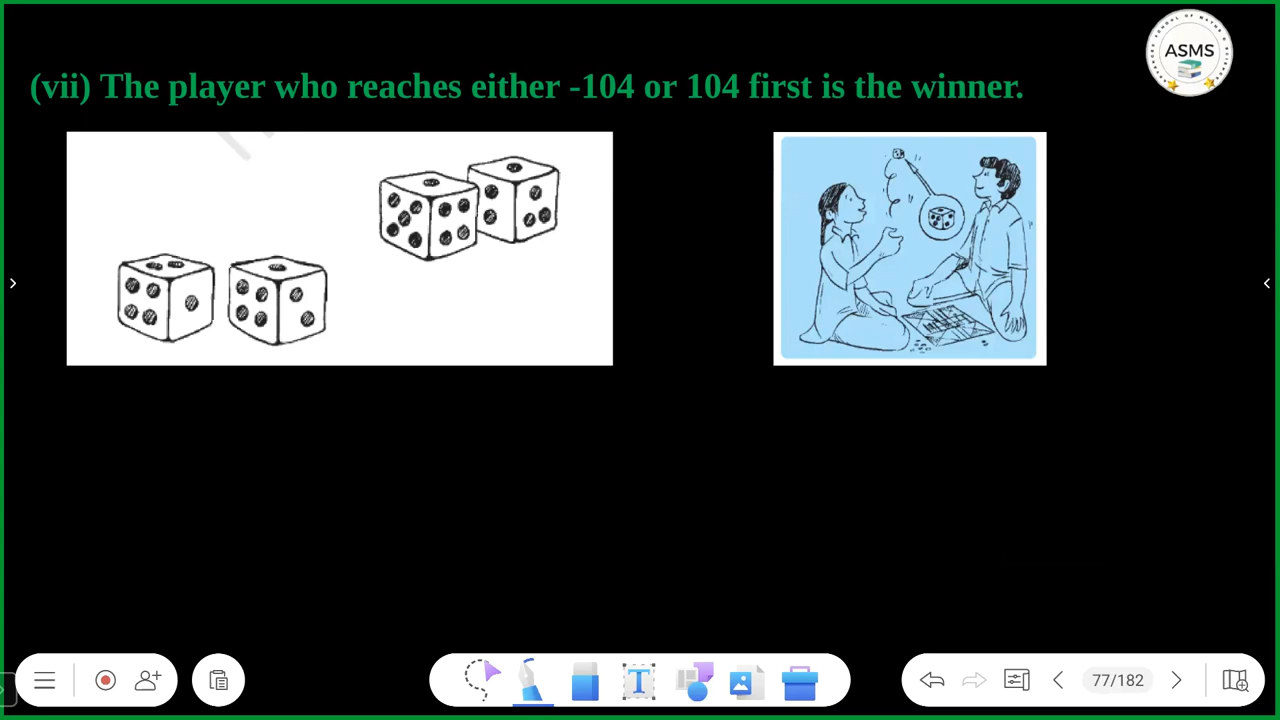 ASMS
(vii) The player who reaches either -104 or 104 first is the winner.
77/182